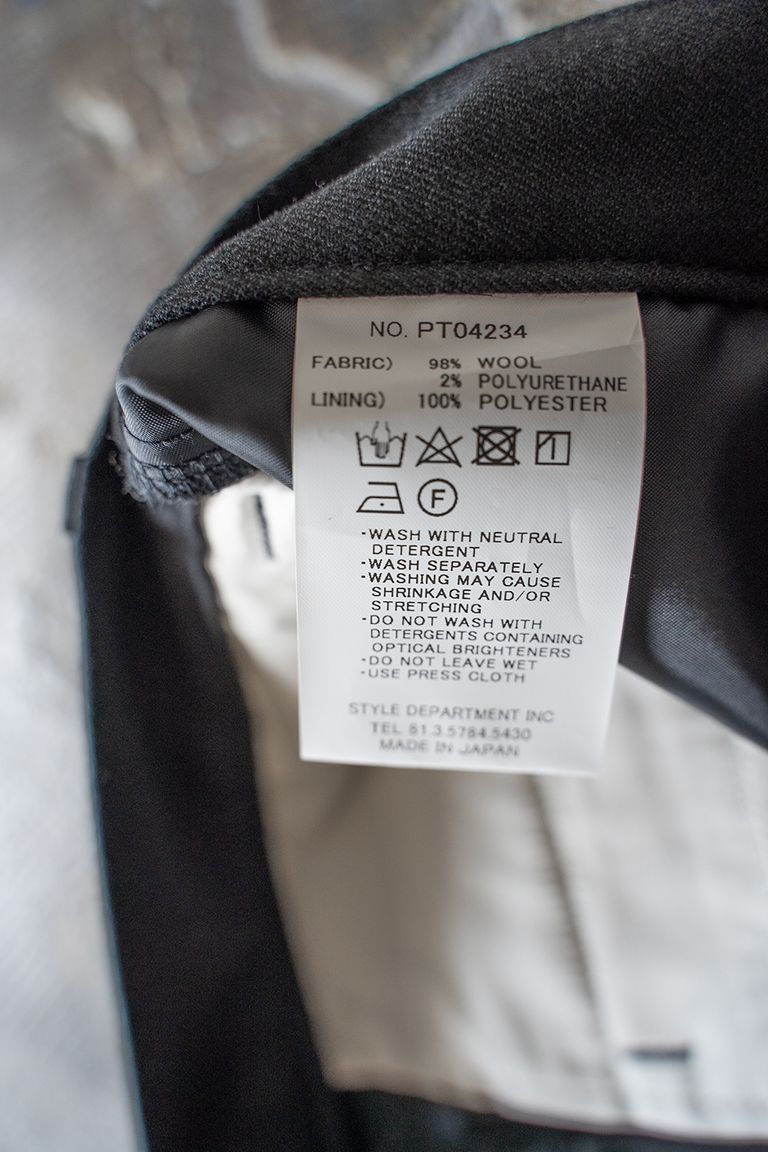 NO. PT04234
FABRIC) 98% WOOL
2% POLYURETHANE
LINING) 100% POLYESTER
F
·WASH WITH NEUTRAL
DETERGENT
·WASH SEPARATELY
·WASHING MAY CAUSE
SHRINKAGE AND/OR
STRETCHING
·DO NOT WASH WITH
DETERGENTS CONTAINING
OPTICAL BRIGHTENERS
·DO NOT LEAVE WET
·USE PRESS CLOTH
STYLE DEPARTMENT INC
TEL 81.3.5784.5430
MADE IN JAPAN